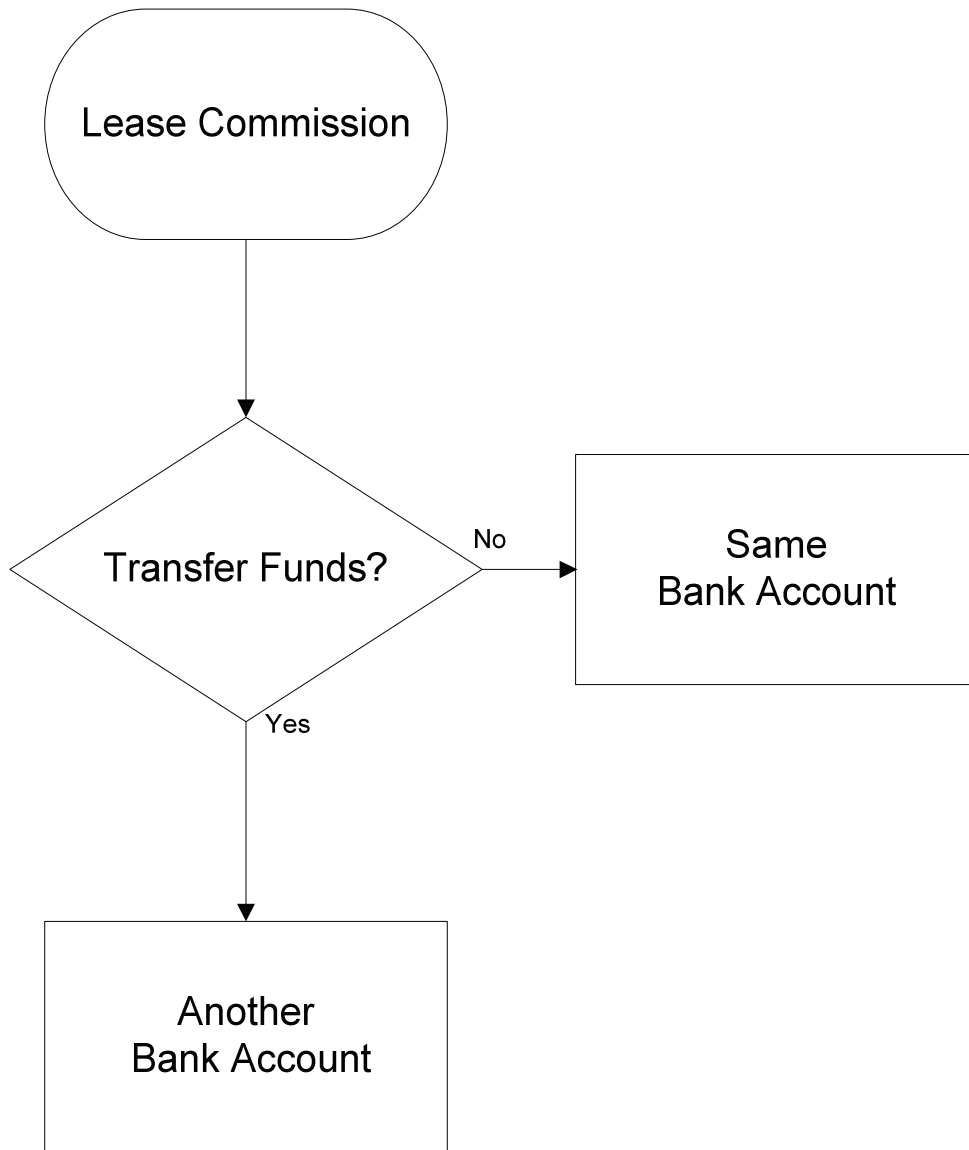 Lease Commission
Transfer Funds?
No
Same
Bank Account
Yes
Another
Bank Account